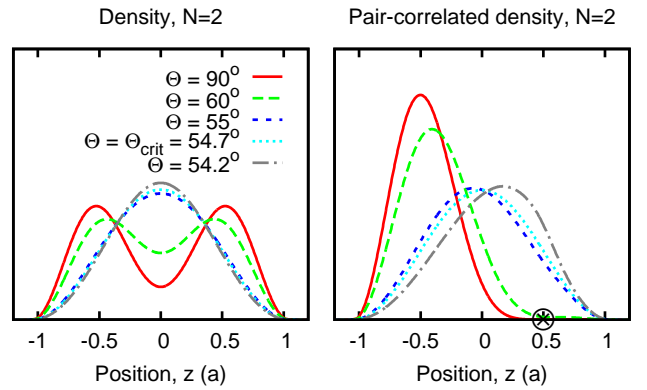 Density, N=2
Pair-correlated density, N=2
Θ = 90°
Θ = 60°
Θ = 55°
Θ = Θcrit = 54.7°
Θ = 54.2°
-1 -0.5 0 0.5 1
-1 -0.5 0 0.5 1
Position, z (a)
Position, z (a)